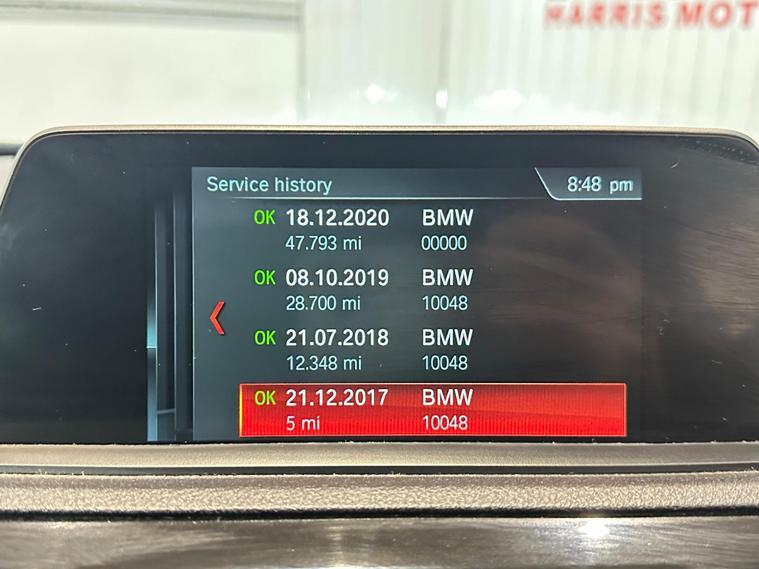 HARRIS MOT
Service history 8:48 pm
OK 18.12.2020 BMW
47.793 mi 00000
OK 08.10.2019 BMW
28.700 mi 10048
OK 21.07.2018 BMW
12.348 mi 10048
OK 21.12.2017 BMW
5 mi 10048